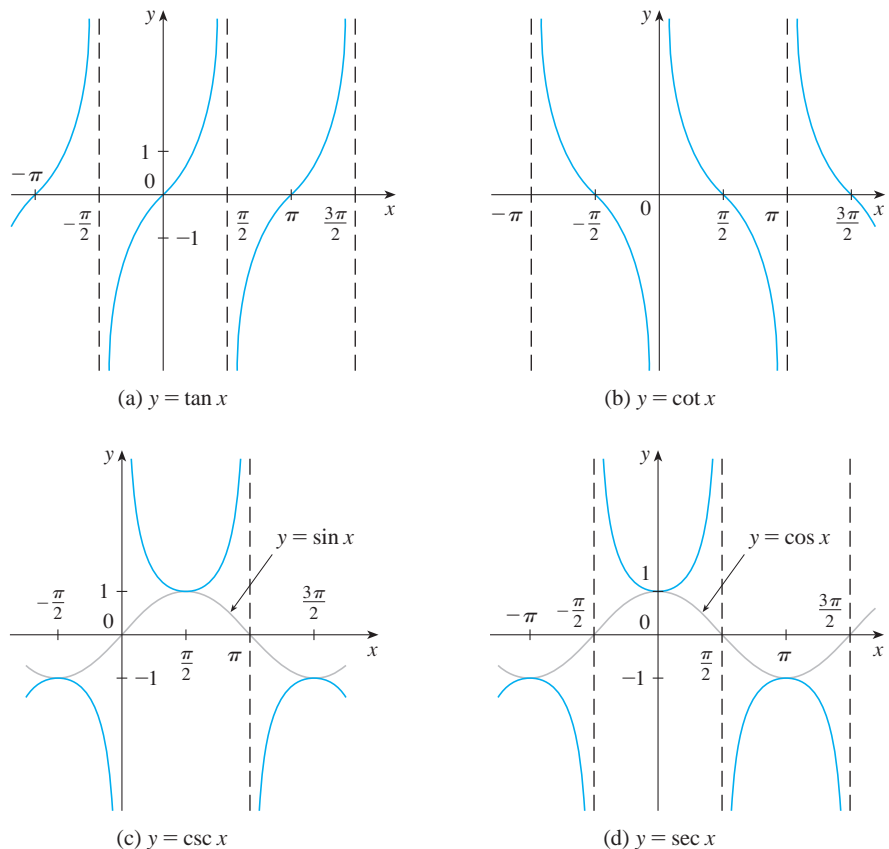 y
1
−π
0
−π/2
π/2
π
3π/2
x
−1
(a) y = tan x
y
−π
−π/2
0
π/2
π
3π/2
x
(b) y = cot x
y
y = sin x
1
−π/2
0
3π/2
π/2
π
x
−1
(c) y = csc x
y
y = cos x
1
−π
−π/2
0
3π/2
π/2
π
x
−1
(d) y = sec x